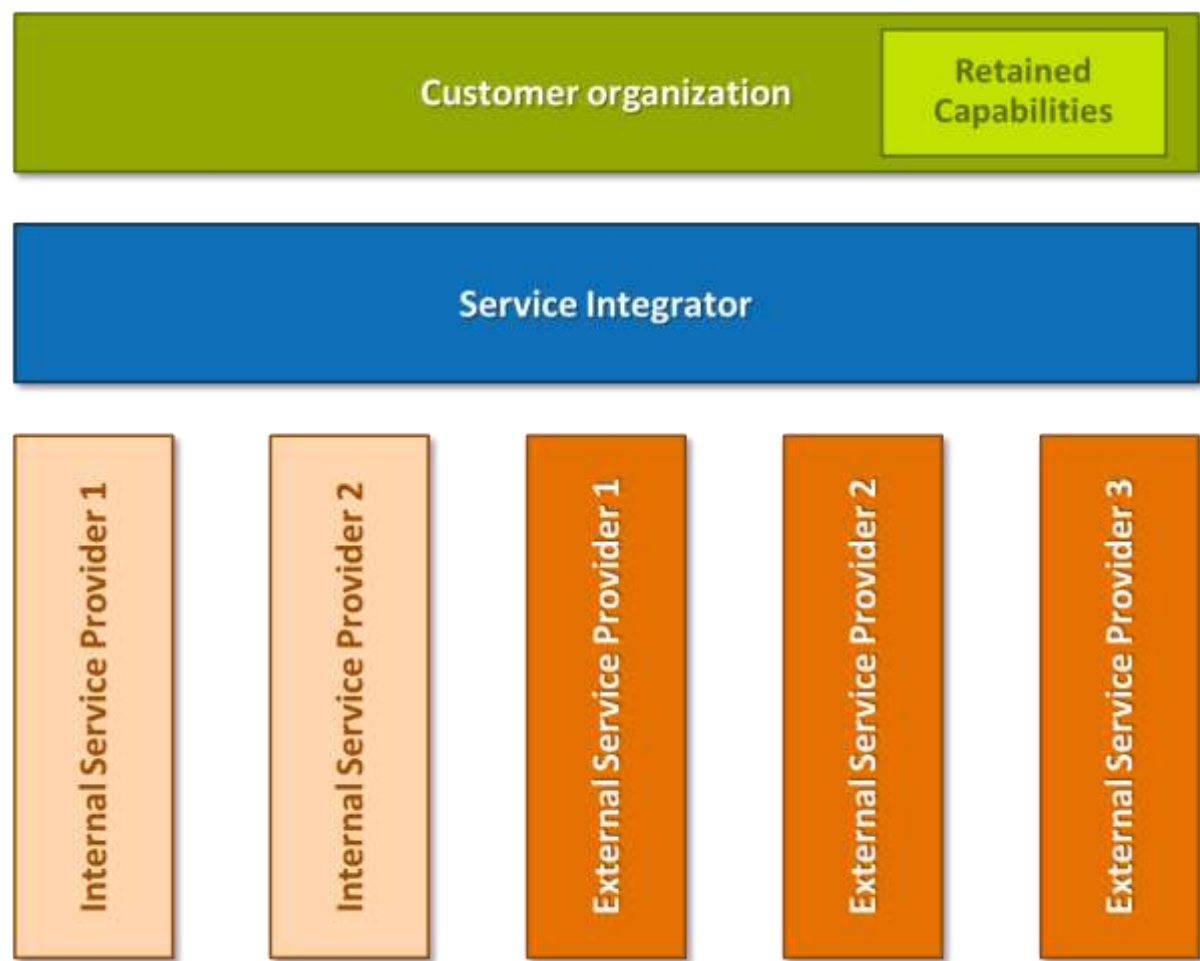 Customer organization
Retained
Capabilities
Service Integrator
Internal Service Provider 1
Internal Service Provider 2
External Service Provider 1
External Service Provider 2
External Service Provider 3